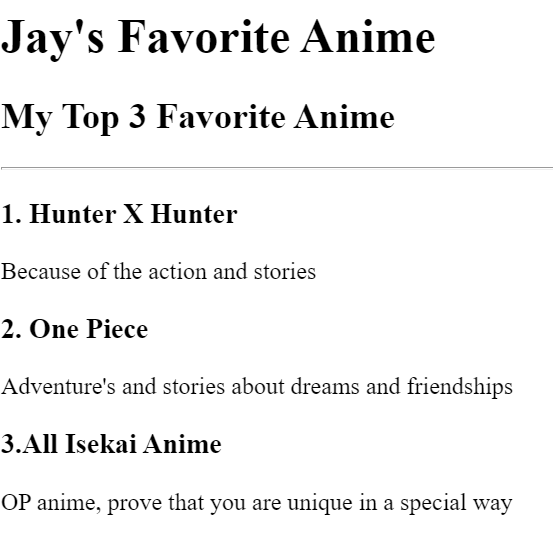 Jay's Favorite Anime
My Top 3 Favorite Anime
1. Hunter X Hunter
Because of the action and stories
2. One Piece
Adventure's and stories about dreams and friendships
3.All Isekai Anime
OP anime, prove that you are unique in a special way